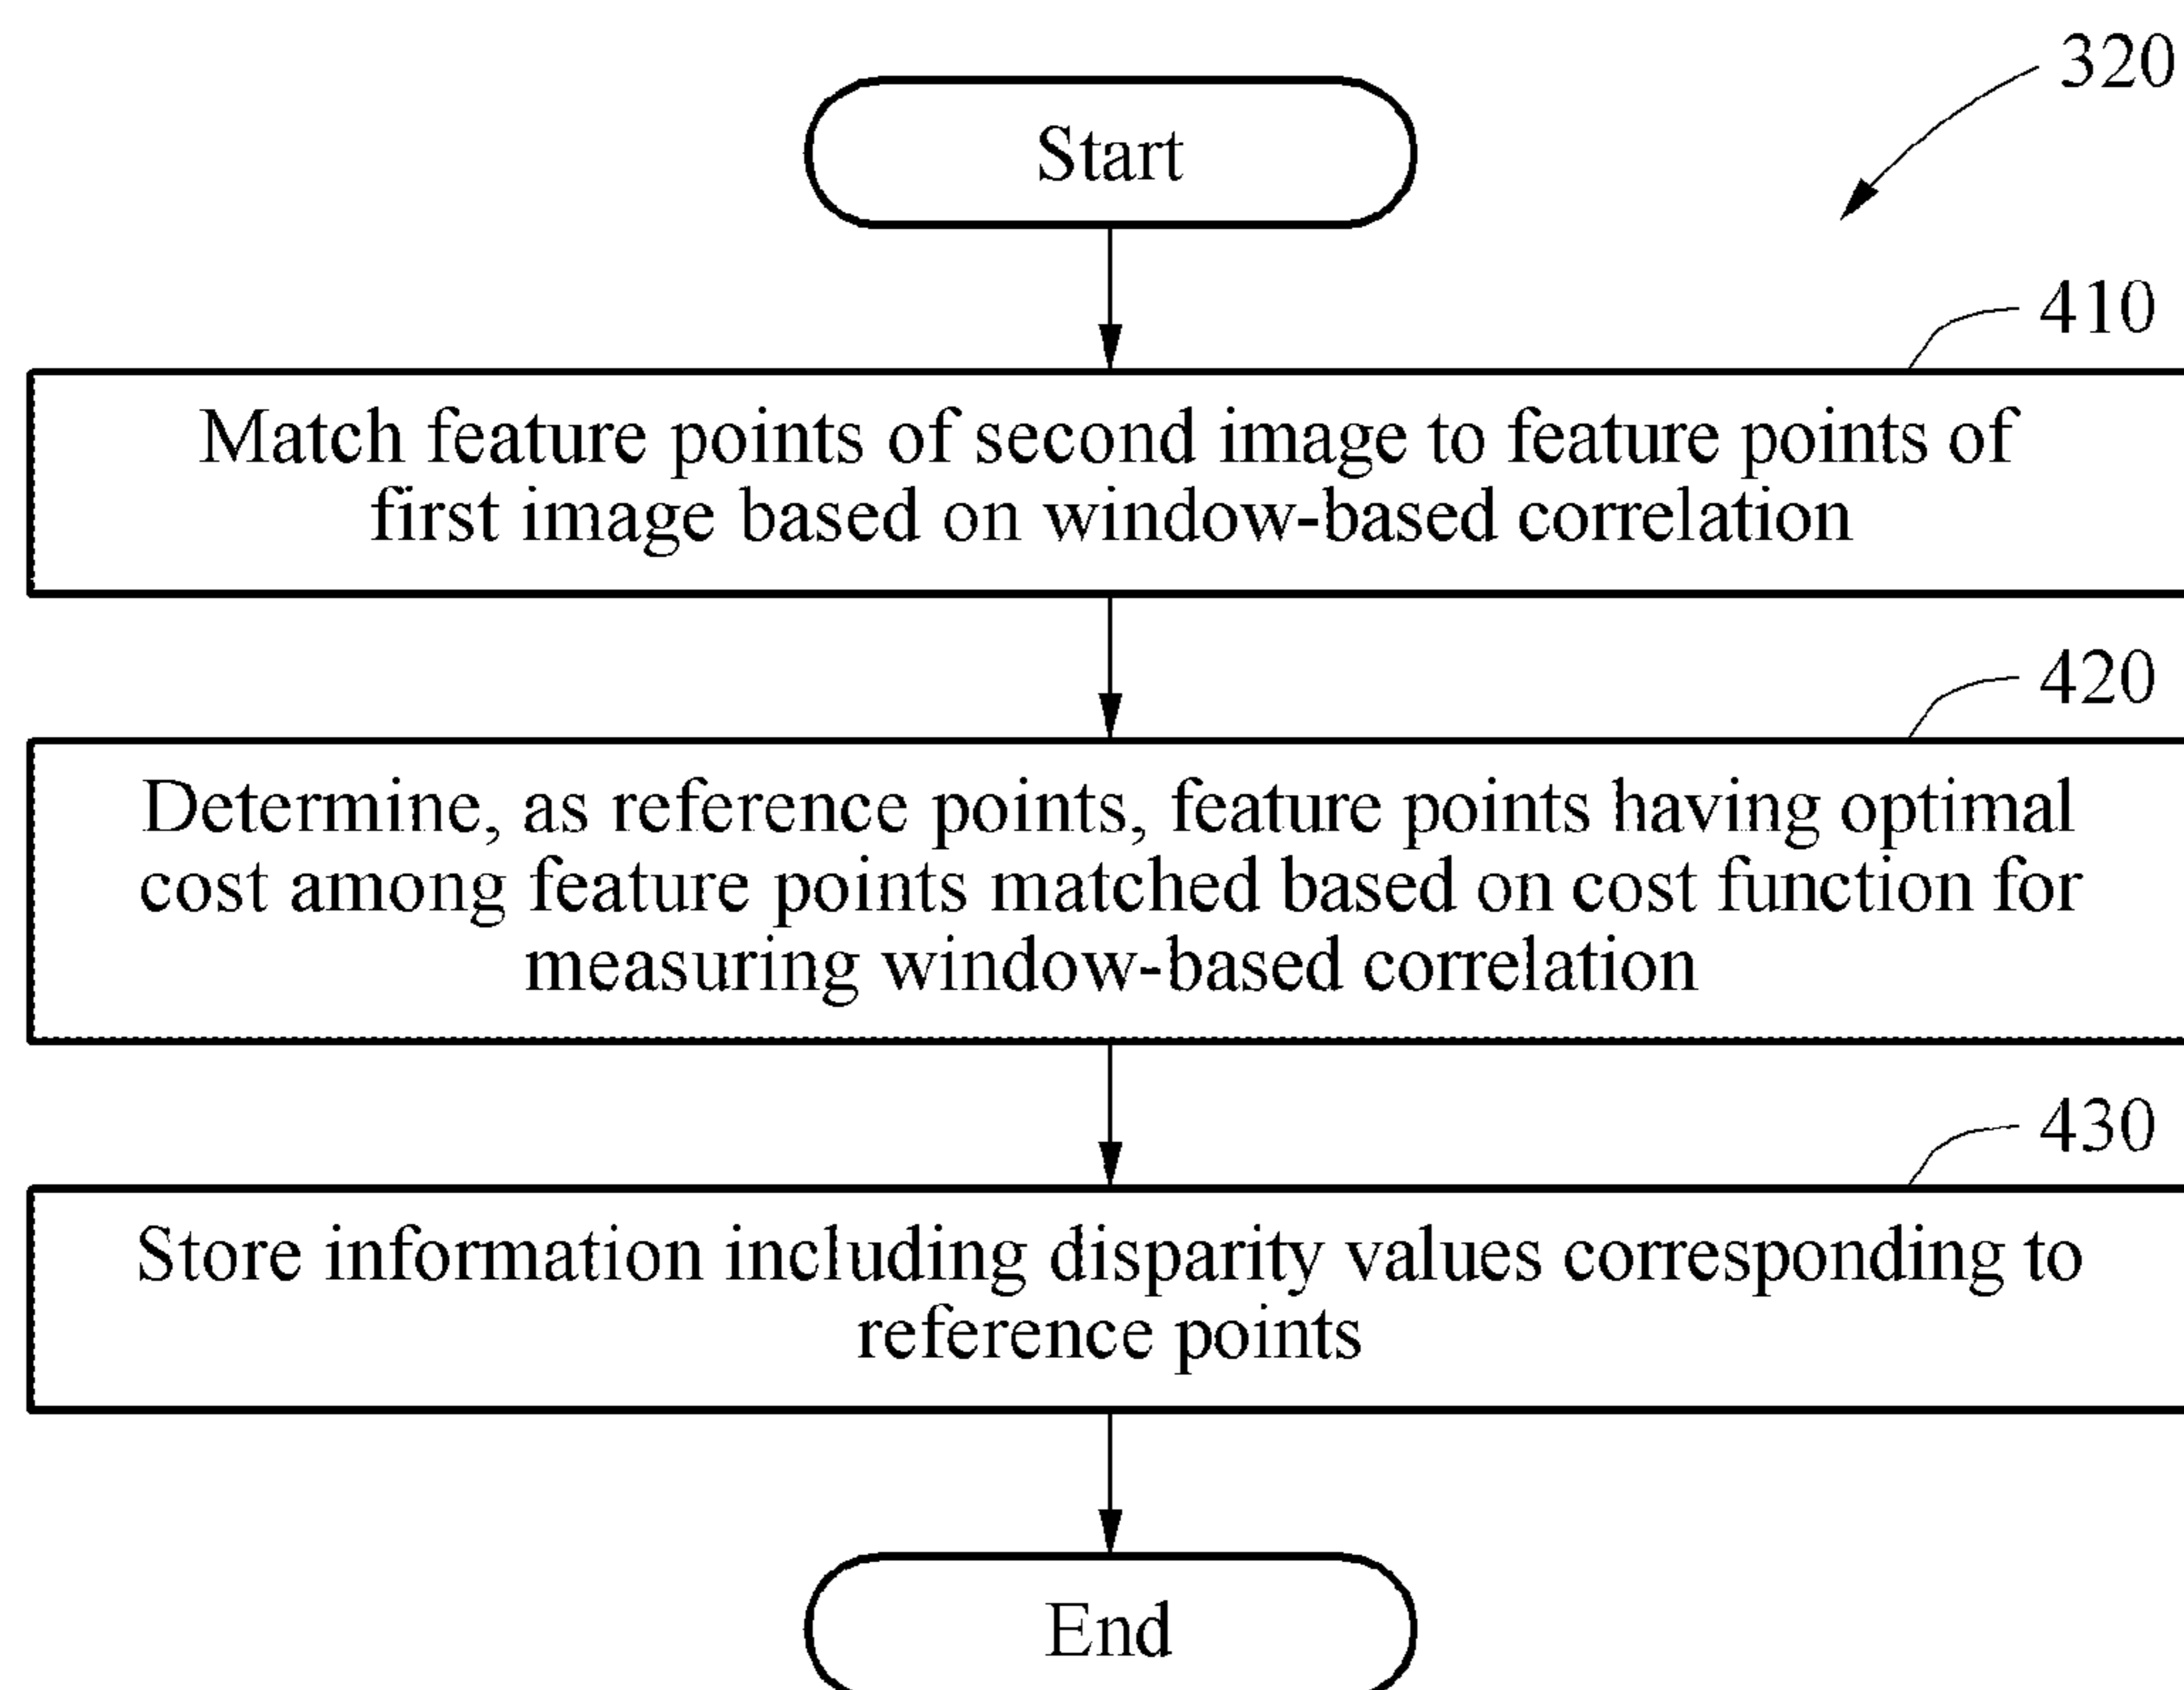 320
Start
410
Match feature points of second image to feature points of
first image based on window-based correlation
420
Determine, as reference points, feature points having optimal
cost among feature points matched based on cost function for
measuring window-based correlation
430
Store information including disparity values corresponding to
reference points
End